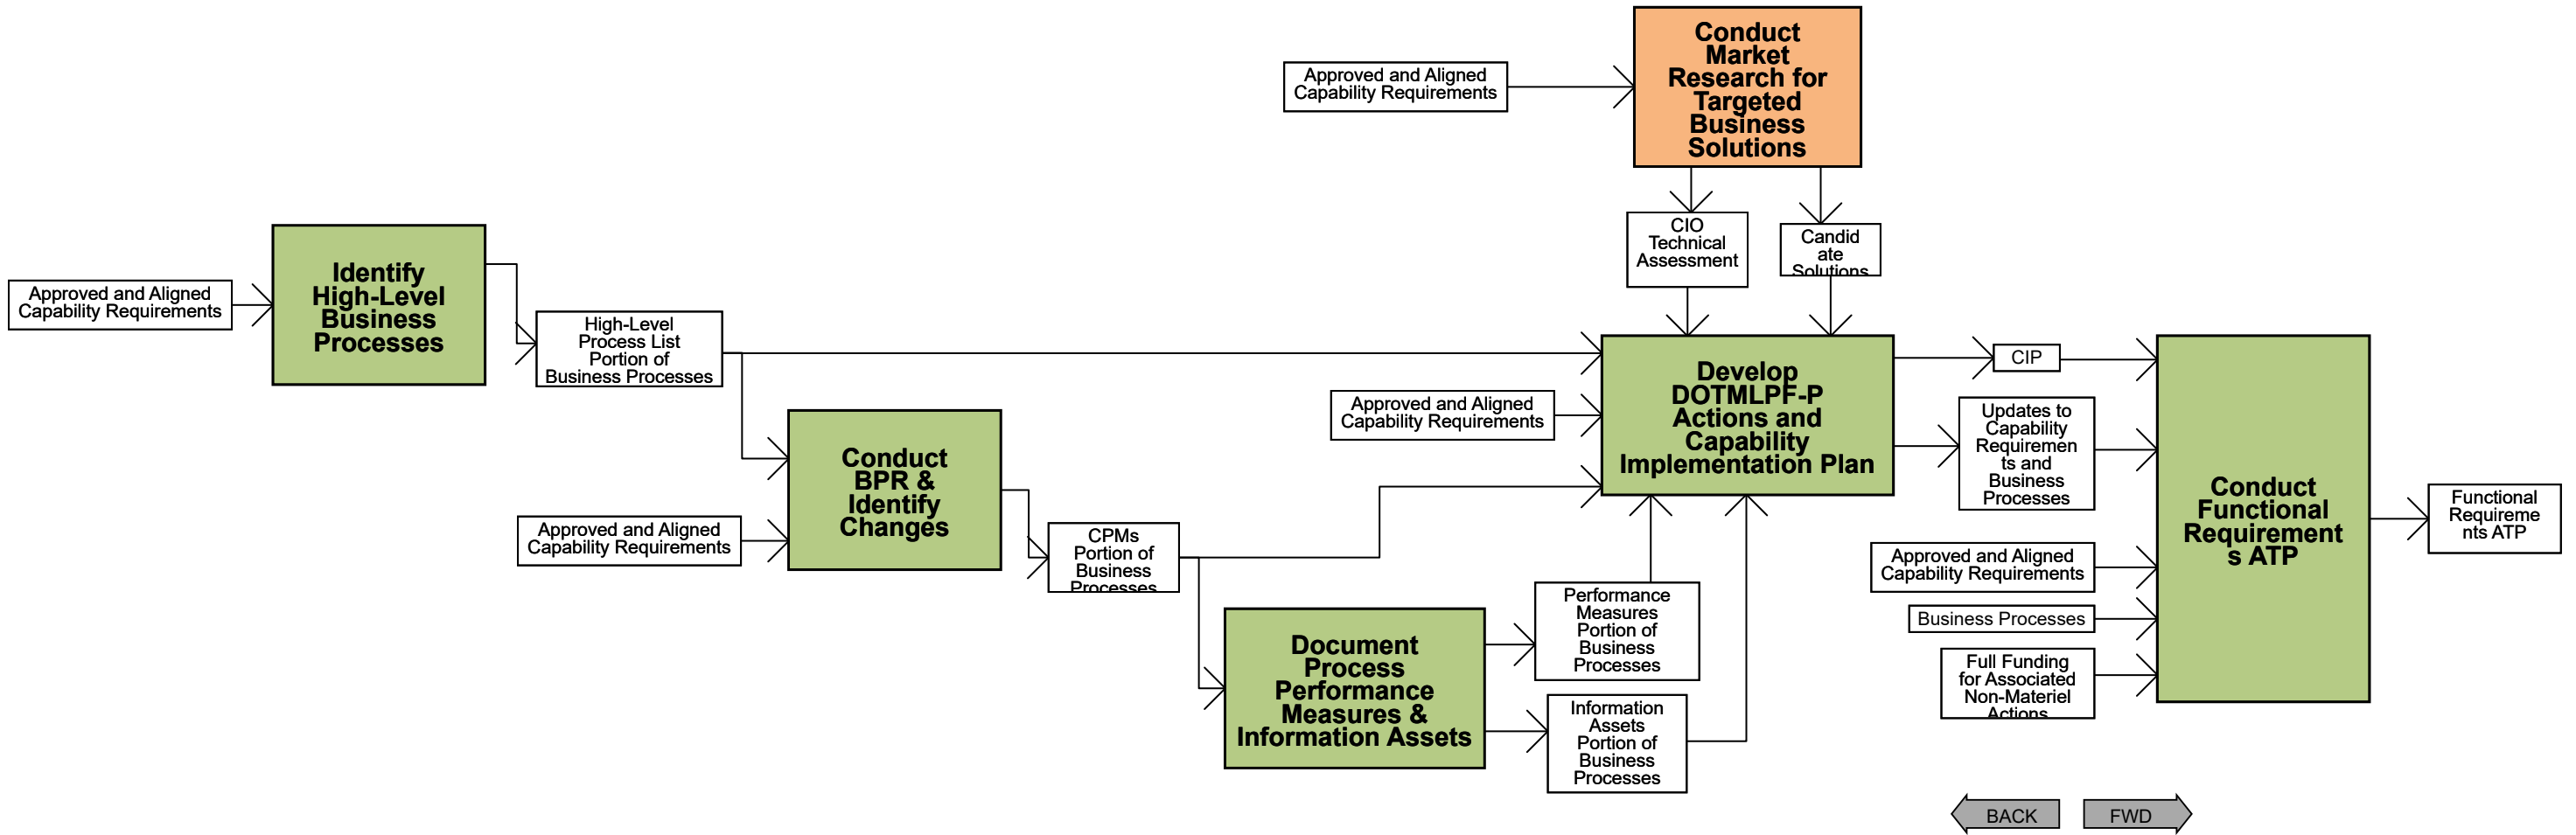 Conduct
Market
Research for
Targeted
Business
Solutions
Approved and Aligned
Capability Requirements
CIO
Technical
Assessment
Candid
ate
Solutions
Identify
High-Level
Business
Processes
Approved and Aligned
Capability Requirements
High-Level
Process List
Portion of
Business Processes
Develop
DOTMLPF-P
Actions and
Capability
Implementation Plan
Approved and Aligned
Capability Requirements
CIP
Updates to
Capability
Requiremen
ts and
Business
Processes
Conduct
BPR &
Identify
Changes
Approved and Aligned
Capability Requirements
CPMs
Portion of
Business
Processes
Conduct
Functional
Requirement
s ATP
Functional
Requireme
nts ATP
Approved and Aligned
Capability Requirements
Business Processes
Full Funding
for Associated
Non-Materiel
Actions
Document
Process
Performance
Measures &
Information Assets
Performance
Measures
Portion of
Business
Processes
Information
Assets
Portion of
Business
Processes
BACK
FWD